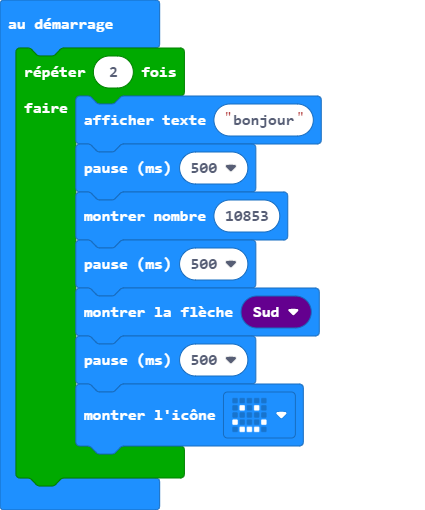 au démarrage
répéter 2 fois
faire
afficher texte "bonjour"
pause (ms) 500
montrer nombre 10853
pause (ms) 500
montrer la flèche Sud
pause (ms) 500
montrer l'icône